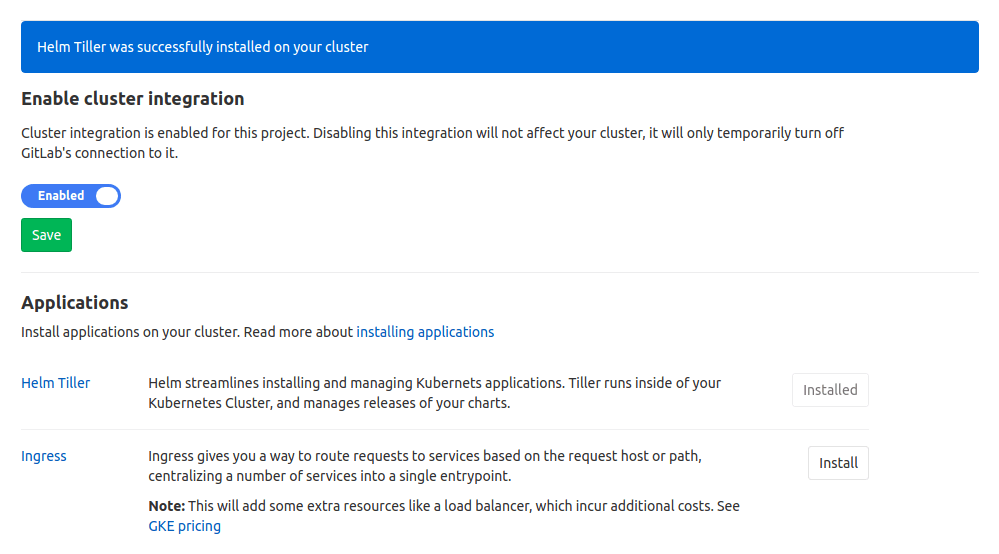 Helm Tiller was successfully installed on your cluster
Enable cluster integration
Cluster integration is enabled for this project. Disabling this integration will not affect your cluster, it will only temporarily turn off
GitLab's connection to it.
Enabled
Save
Applications
Install applications on your cluster. Read more about installing applications
Helm Tiller
Helm streamlines installing and managing Kubernets applications. Tiller runs inside of your
Kubernetes Cluster, and manages releases of your charts.
Installed
Ingress
Ingress gives you a way to route requests to services based on the request host or path,
centralizing a number of services into a single entrypoint.
Install
Note: This will add some extra resources like a load balancer, which incur additional costs. See
GKE pricing